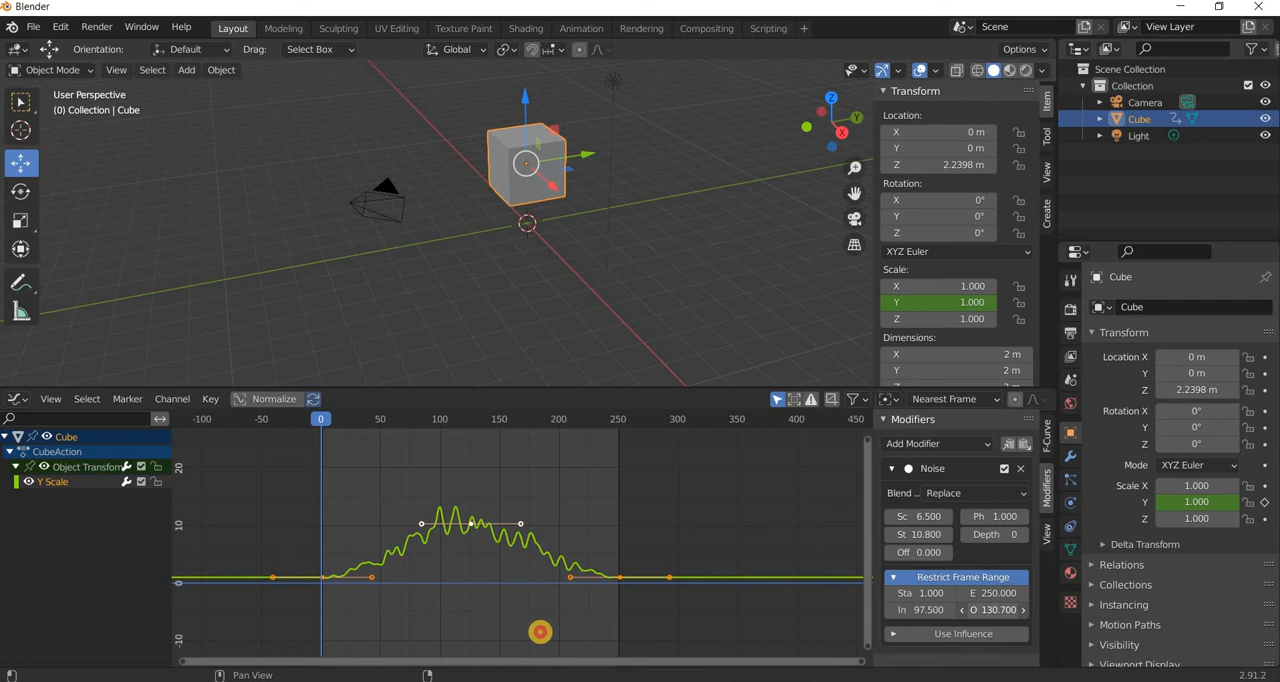 Blender
File Edit Render Window Help Layout Modeling Sculpting UV Editing Texture Paint Shading Animation Rendering Compositing Scripting + Scene View Layer
Orientation: Default Drag: Select Box Global Options
Object Mode View Select Add Object
User Perspective
(0) Collection | Cube
Z
Y
X
Transform
Location:
X 0 m
Y 0 m
Z 2.2398 m
Rotation:
X 0°
Y 0°
Z 0°
XYZ Euler
Scale:
X 1.000
Y 1.000
Z 1.000
Dimensions:
X 2 m
Y 2 m
Item
Tool
View
Create
Scene Collection
Collection
Camera
Cube
Light
Cube
Cube
Transform
Location X 0 m
Y 0 m
Z 2.2398 m
Rotation X 0°
Y 0°
Z 0°
Mode XYZ Euler
Scale X 1.000
Y 1.000
Z 1.000
Delta Transform
Relations
Collections
Instancing
Motion Paths
Visibility
Viewport Display
View Select Marker Channel Key Normalize Nearest Frame
-100 -50 0 50 100 150 200 250 300 350 400 450
Cube
CubeAction
Object Transform
Y Scale
20
10
0
-10
Modifiers
Add Modifier
Noise
Blend... Replace
Sc 6.500 Ph 1.000
St 10.800 Depth 0
Off 0.000
Restrict Frame Range
Sta 1.000 E 250.000
In 97.500 O 130.700
Use Influence
F-Curve
Modifiers
View
Pan View
2.91.2